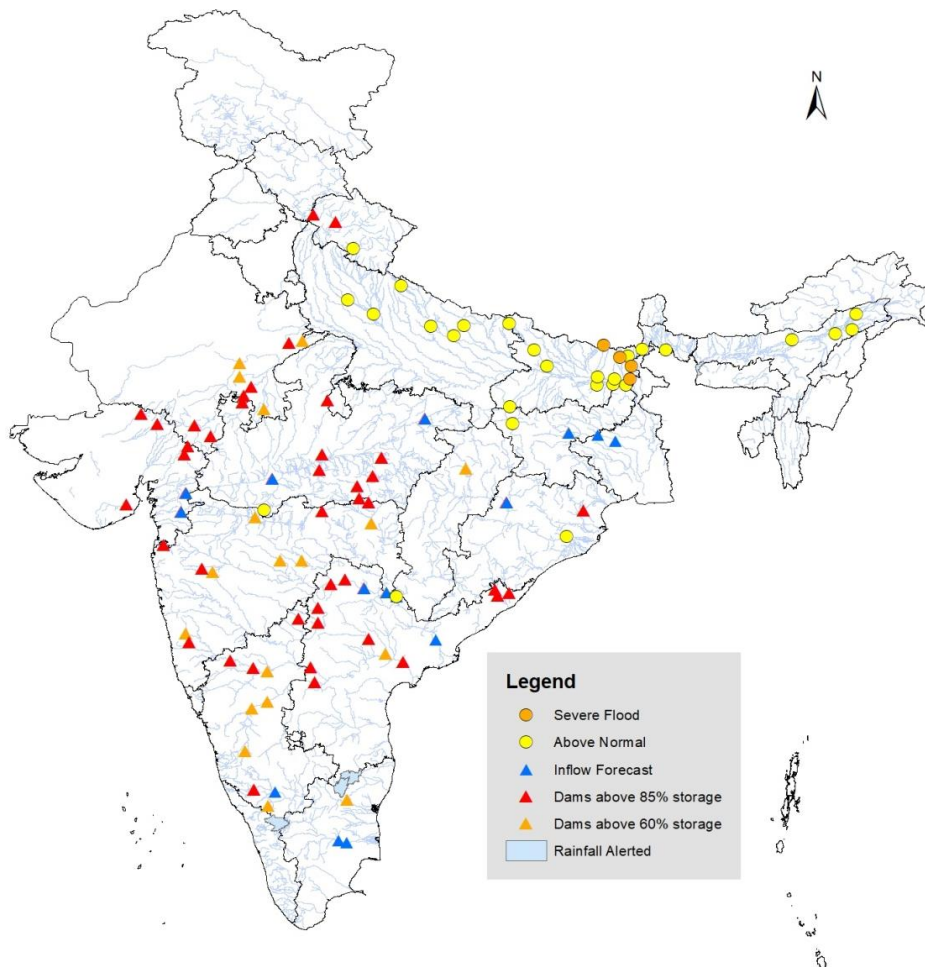 N
Legend
Severe Flood
Above Normal
Inflow Forecast
Dams above 85% storage
Dams above 60% storage
Rainfall Alerted